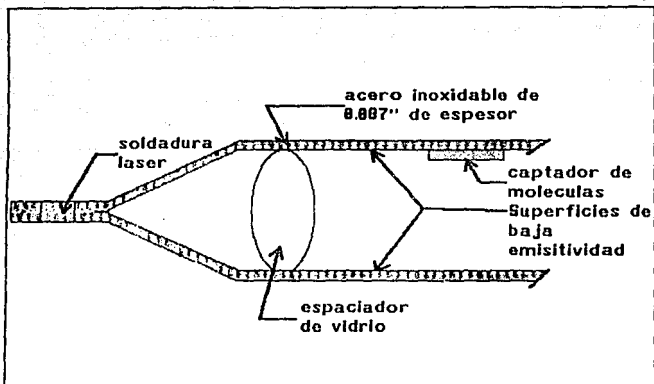 acero inoxidable de
0.007" de espesor
soldadura
laser
captador de
moleculas
Superficies de
baja
emisitividad
espaciador
de vidrio